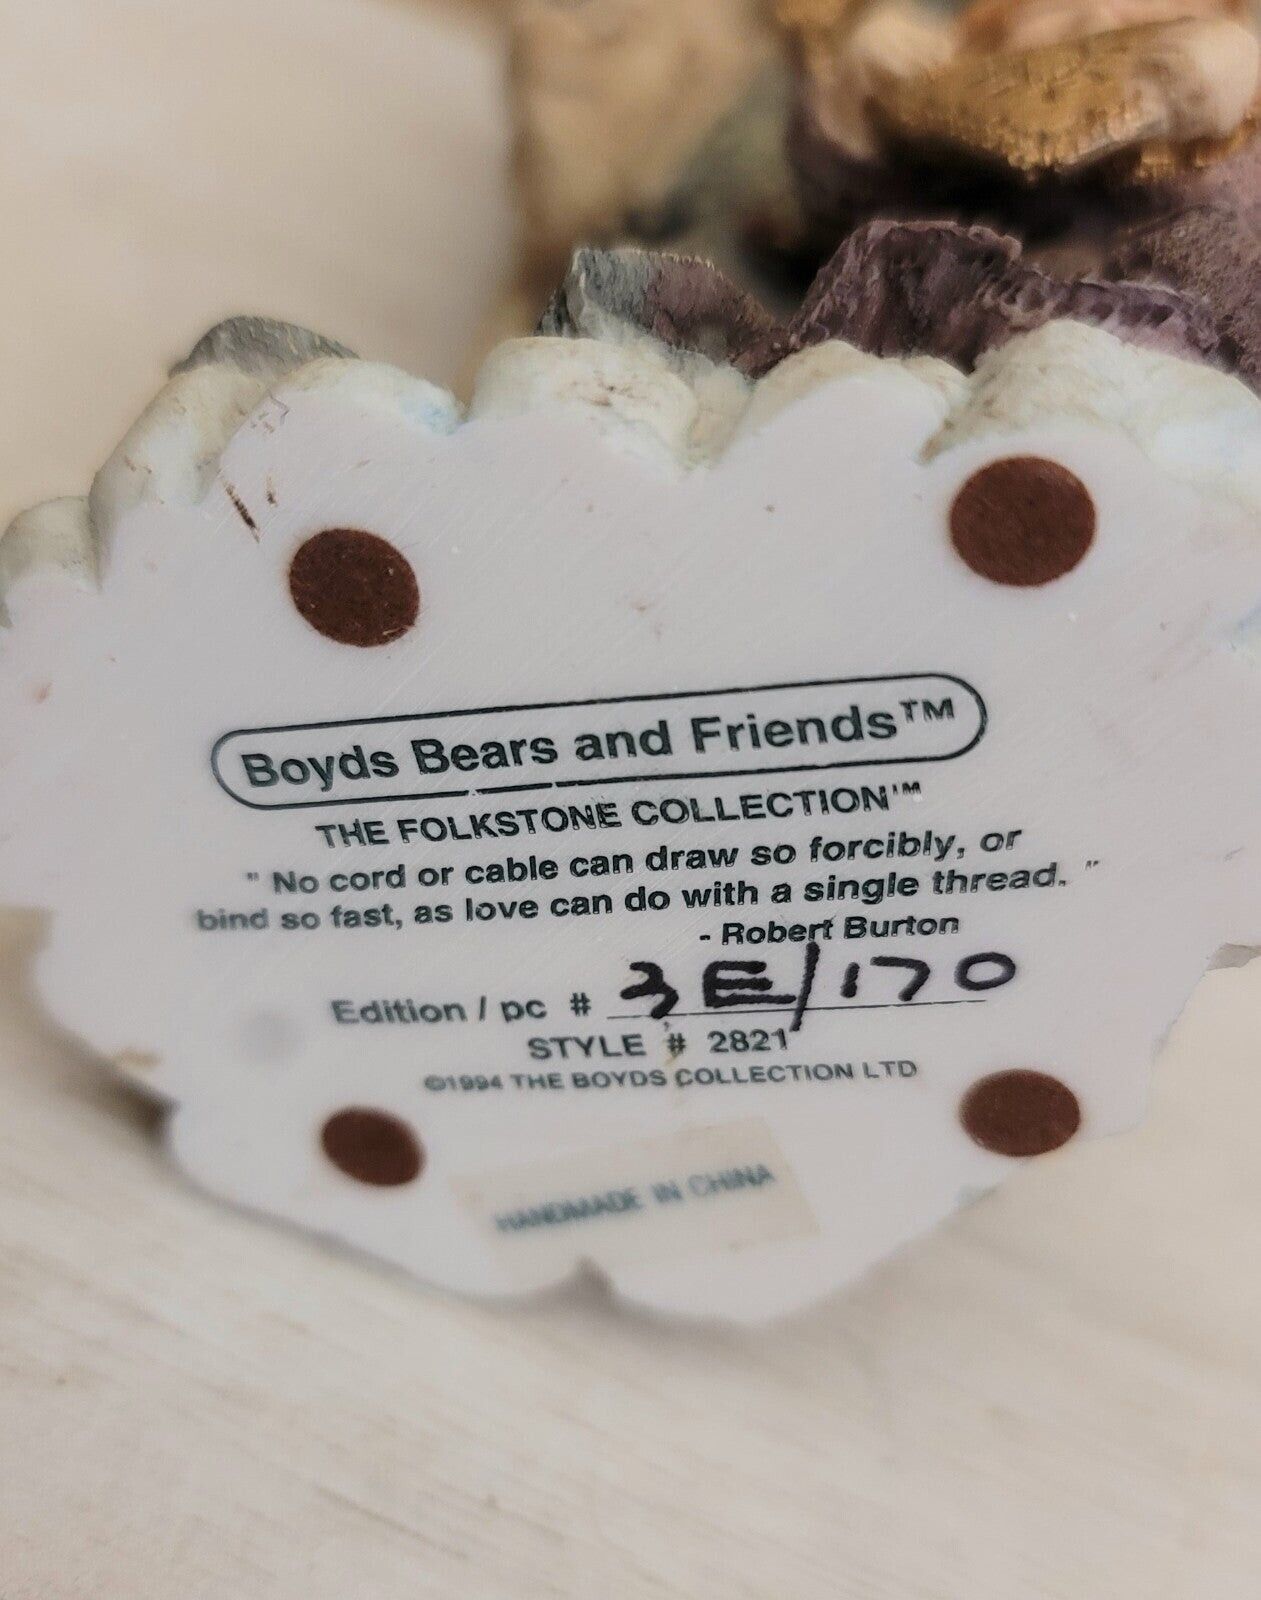 Boyds Bears and Friends™
THE FOLKSTONE COLLECTION™
" No cord or cable can draw so forcibly, or
bind so fast, as love can do with a single thread. "
- Robert Burton
Edition / pc # 3E/170
STYLE # 2821
©1994 THE BOYDS COLLECTION LTD
HANDMADE IN CHINA